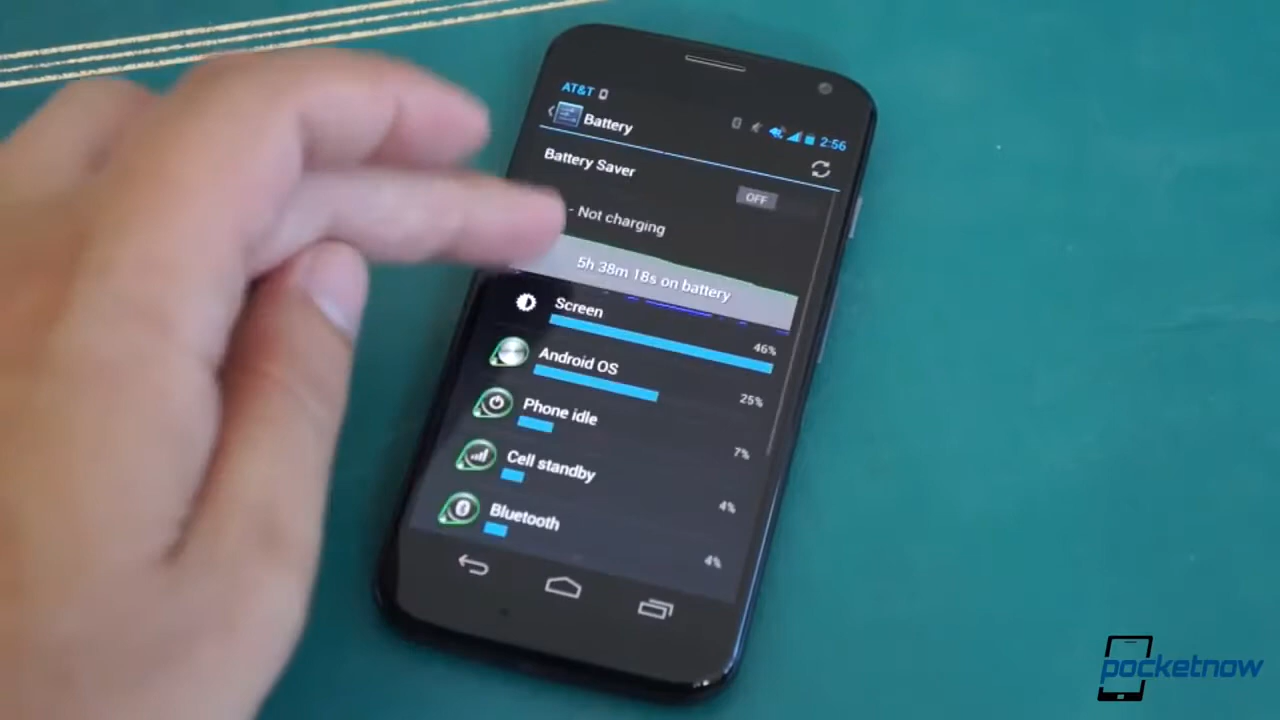 AT&T
Battery
2:56
Battery Saver
OFF
- Not charging
5h 38m 18s on battery
Screen
46%
Android OS
25%
Phone idle
7%
Cell standby
4%
Bluetooth
4%
pocketnow